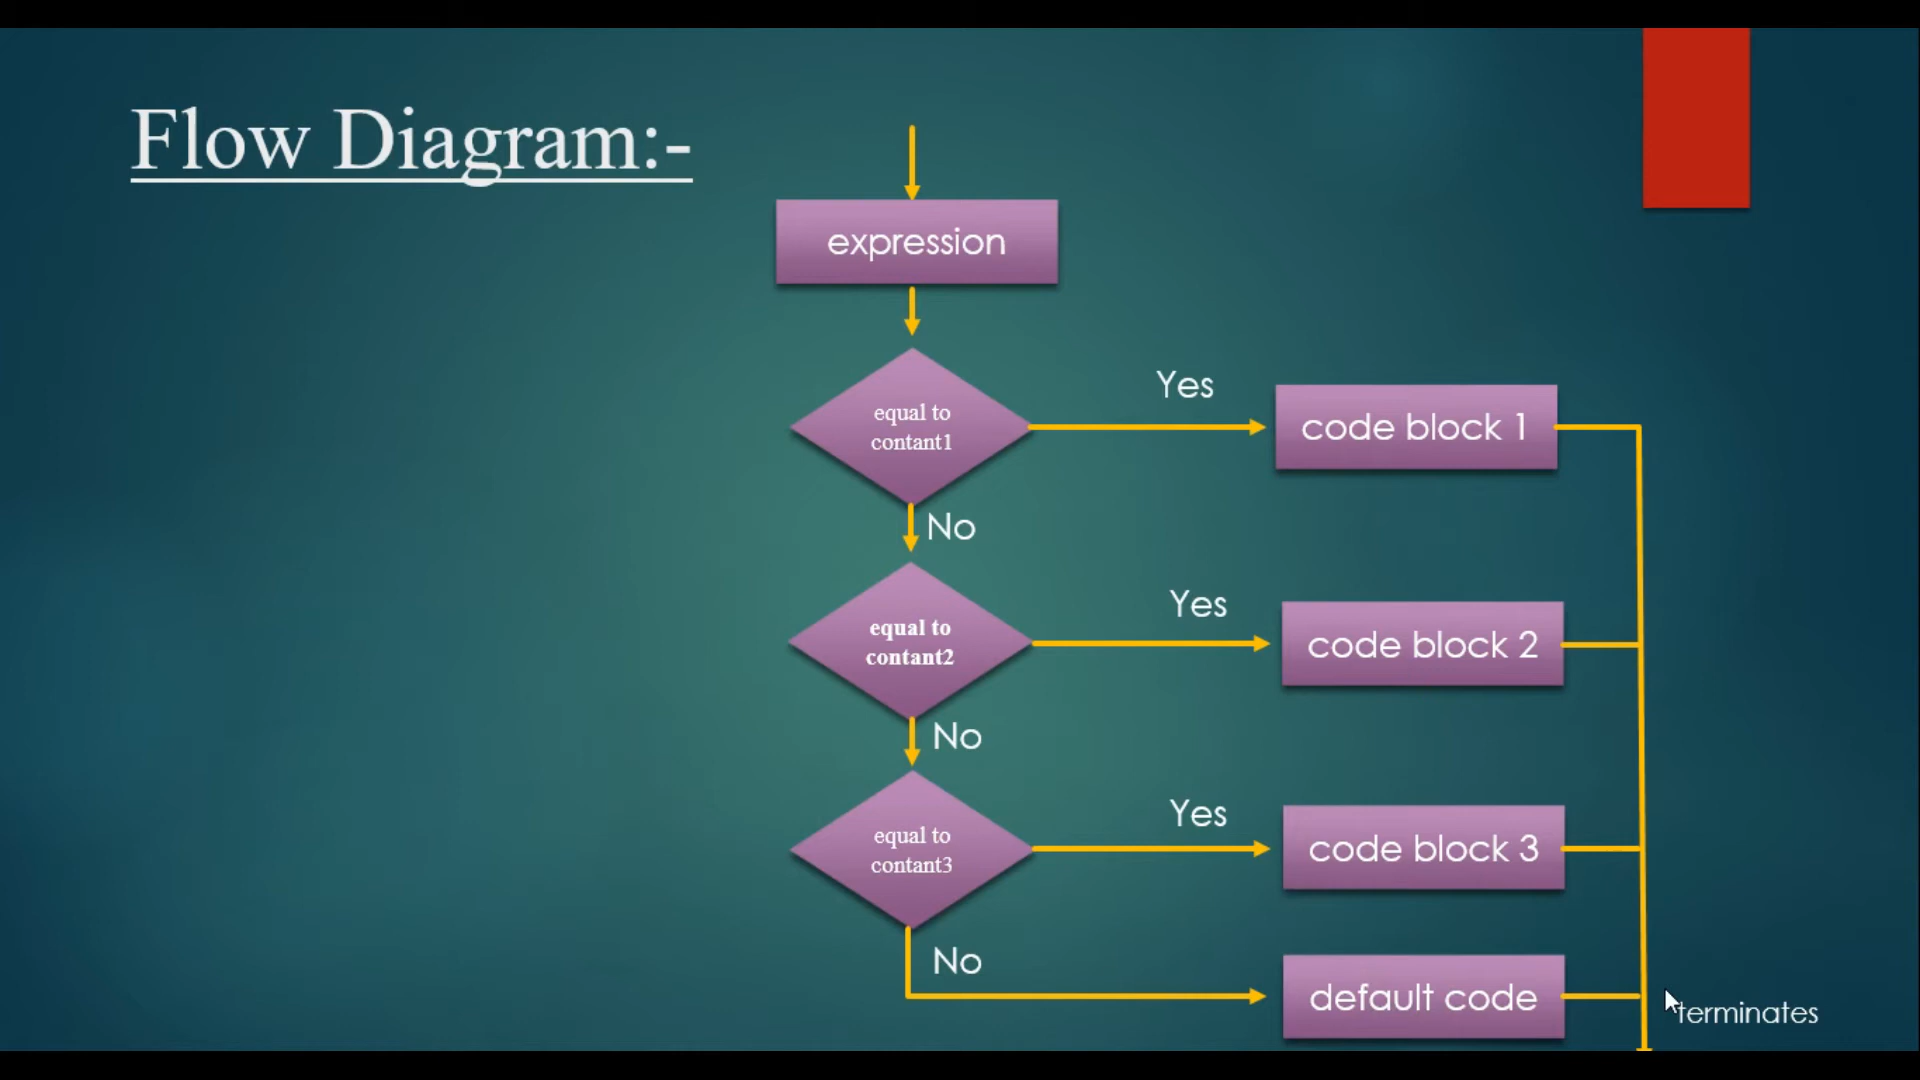 Flow Diagram:-
expression
equal to
contant1
Yes
code block 1
No
equal to
contant2
Yes
code block 2
No
equal to
contant3
Yes
code block 3
No
default code
terminates